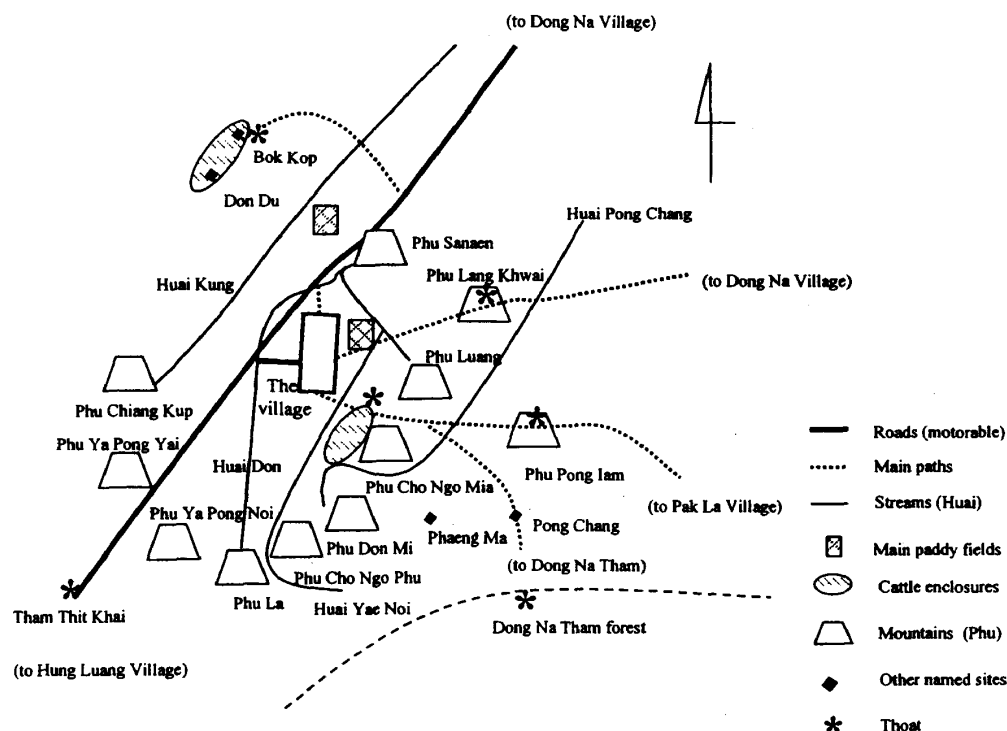 (to Dong Na Village)
Bok Kop
Don Du
Huai Pong Chang
Phu Sanaen
Phu Lang Khwai
Huai Kung
(to Dong Na Village)
Phu Luang
The
village
Phu Chiang Kup
Phu Ya Pong Yai
Huai Don
Phu Cho Ngo Mia
Phu Pong Iam
(to Pak La Village)
Phu Ya Pong Noi
Phu Don Mi
Phaeng Ma
Pong Chang
(to Dong Na Tham)
Phu Cho Ngo Phu
Phu La
Huai Yae Noi
Tham Thit Khai
Dong Na Tham forest
(to Hung Luang Village)
Roads (motorable)
Main paths
Streams (Huai)
Main paddy fields
Cattle enclosures
Mountains (Phu)
Other named sites
Thoat